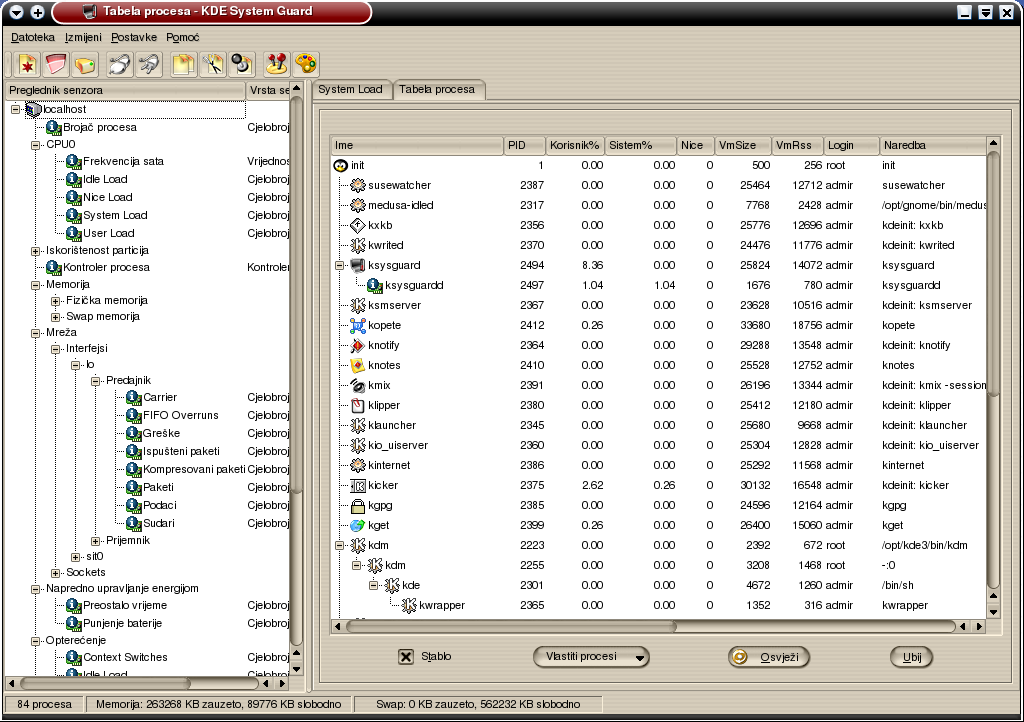 Tabela procesa - KDE System Guard
Datoteka Izmijeni Postavke Pomoć
Preglednik senzora Vrsta se
localhost
Brojač procesa Cjelobroj
CPU0
Frekvencija sata Vrijednos
Idle Load Cjelobroj
Nice Load Cjelobroj
System Load Cjelobroj
User Load Cjelobroj
Iskorištenost particija
Kontroler procesa Kontroler
Memorija
Fizička memorija
Swap memorija
Mreža
Interfejsi
lo
Predajnik
Carrier Cjelobroj
FIFO Overruns Cjelobroj
Greške Cjelobroj
Ispušteni paketi Cjelobroj
Kompresovani paketi Cjelobroj
Paketi Cjelobroj
Podaci Cjelobroj
Sudari Cjelobroj
Prijemnik
sit0
Sockets
Napredno upravljanje energijom
Preostalo vrijeme Cjelobroj
Punjenje baterije Cjelobroj
Opterećenje
Context Switches Cjelobroj
Idle Load Cjelobroj
System Load Tabela procesa
Ime PID Korisnik% Sistem% Nice VmSize VmRss Login Naredba
init 1 0.00 0.00 0 500 256 root init
susewatcher 2387 0.00 0.00 0 25464 12712 admir susewatcher
medusa-idled 2317 0.00 0.00 0 7768 2428 admir /opt/gnome/bin/medus
kxkb 2356 0.00 0.00 0 25776 12696 admir kdeinit: kxkb
kwrited 2370 0.00 0.00 0 24476 11776 admir kdeinit: kwrited
ksysguard 2494 8.36 0.00 0 25824 14072 admir ksysguard
ksysguardd 2497 1.04 1.04 0 1676 780 admir ksysguardd
ksmserver 2367 0.00 0.00 0 23628 10516 admir kdeinit: ksmserver
kopete 2412 0.26 0.00 0 33680 18756 admir kopete
knotify 2364 0.00 0.00 0 29288 13548 admir kdeinit: knotify
knotes 2410 0.00 0.00 0 25528 12752 admir knotes
kmix 2391 0.00 0.00 0 26196 13344 admir kdeinit: kmix -session
klipper 2380 0.00 0.00 0 25412 12180 admir kdeinit: klipper
klauncher 2345 0.00 0.00 0 25680 9668 admir kdeinit: klauncher
kio_uiserver 2360 0.00 0.00 0 25304 12828 admir kdeinit: kio_uiserver
kinternet 2386 0.00 0.00 0 25292 11568 admir kinternet
kicker 2375 2.62 0.26 0 30132 16548 admir kdeinit: kicker
kgpg 2385 0.00 0.00 0 24596 12164 admir kgpg
kget 2399 0.26 0.00 0 26400 15060 admir kget
kdm 2223 0.00 0.00 0 2392 672 root /opt/kde3/bin/kdm
kdm 2255 0.00 0.00 0 3208 1468 root -:0
kde 2301 0.00 0.00 0 4672 1260 admir /bin/sh
kwrapper 2365 0.00 0.00 0 1352 316 admir kwrapper
Stablo Vlastiti procesi Osvježi Ubij
84 procesa Memorija: 263268 KB zauzeto, 89776 KB slobodno Swap: 0 KB zauzeto, 562232 KB slobodno